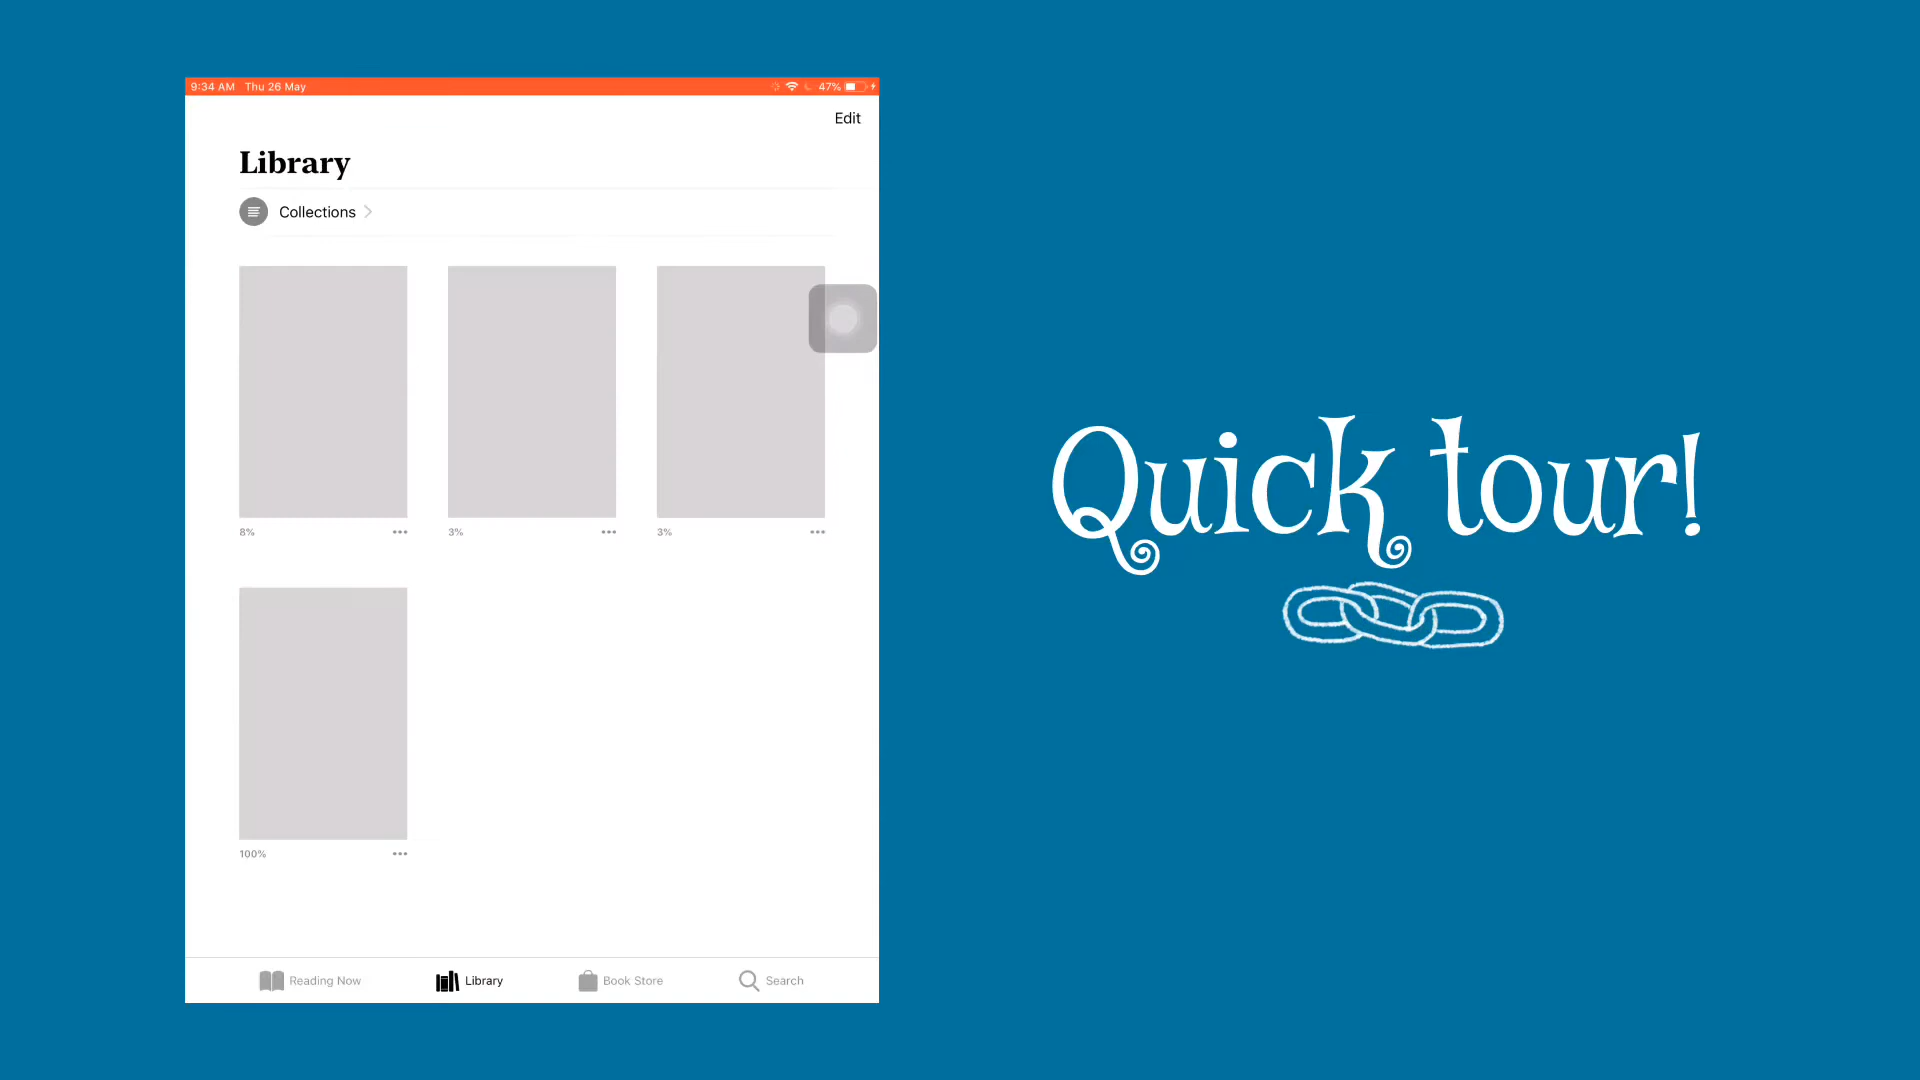 9:34 AM Thu 26 May 47%
Edit
Library
Collections
8% 3% 3%
100%
Reading Now Library Book Store Search
Quick tour!